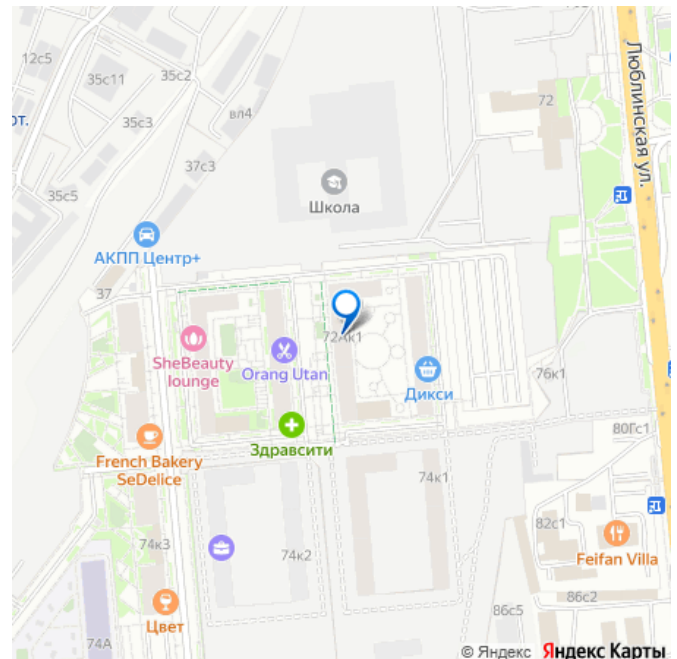 12с5
35с11
35с2
от.
35с3
вл4
72
Люблинская ул.
37с3
35с5
Школа
АКПП Центр+
37
72Ак1
SheBeauty
lounge
Orang Utan
Дикси
76к1
Здравсити
80Гс1
French Bakery
SeDelice
74к1
82с1
74к3
74к2
Feifan Villa
86с5
86с2
Цвет
74А
© Яндекс Яндекс Карты